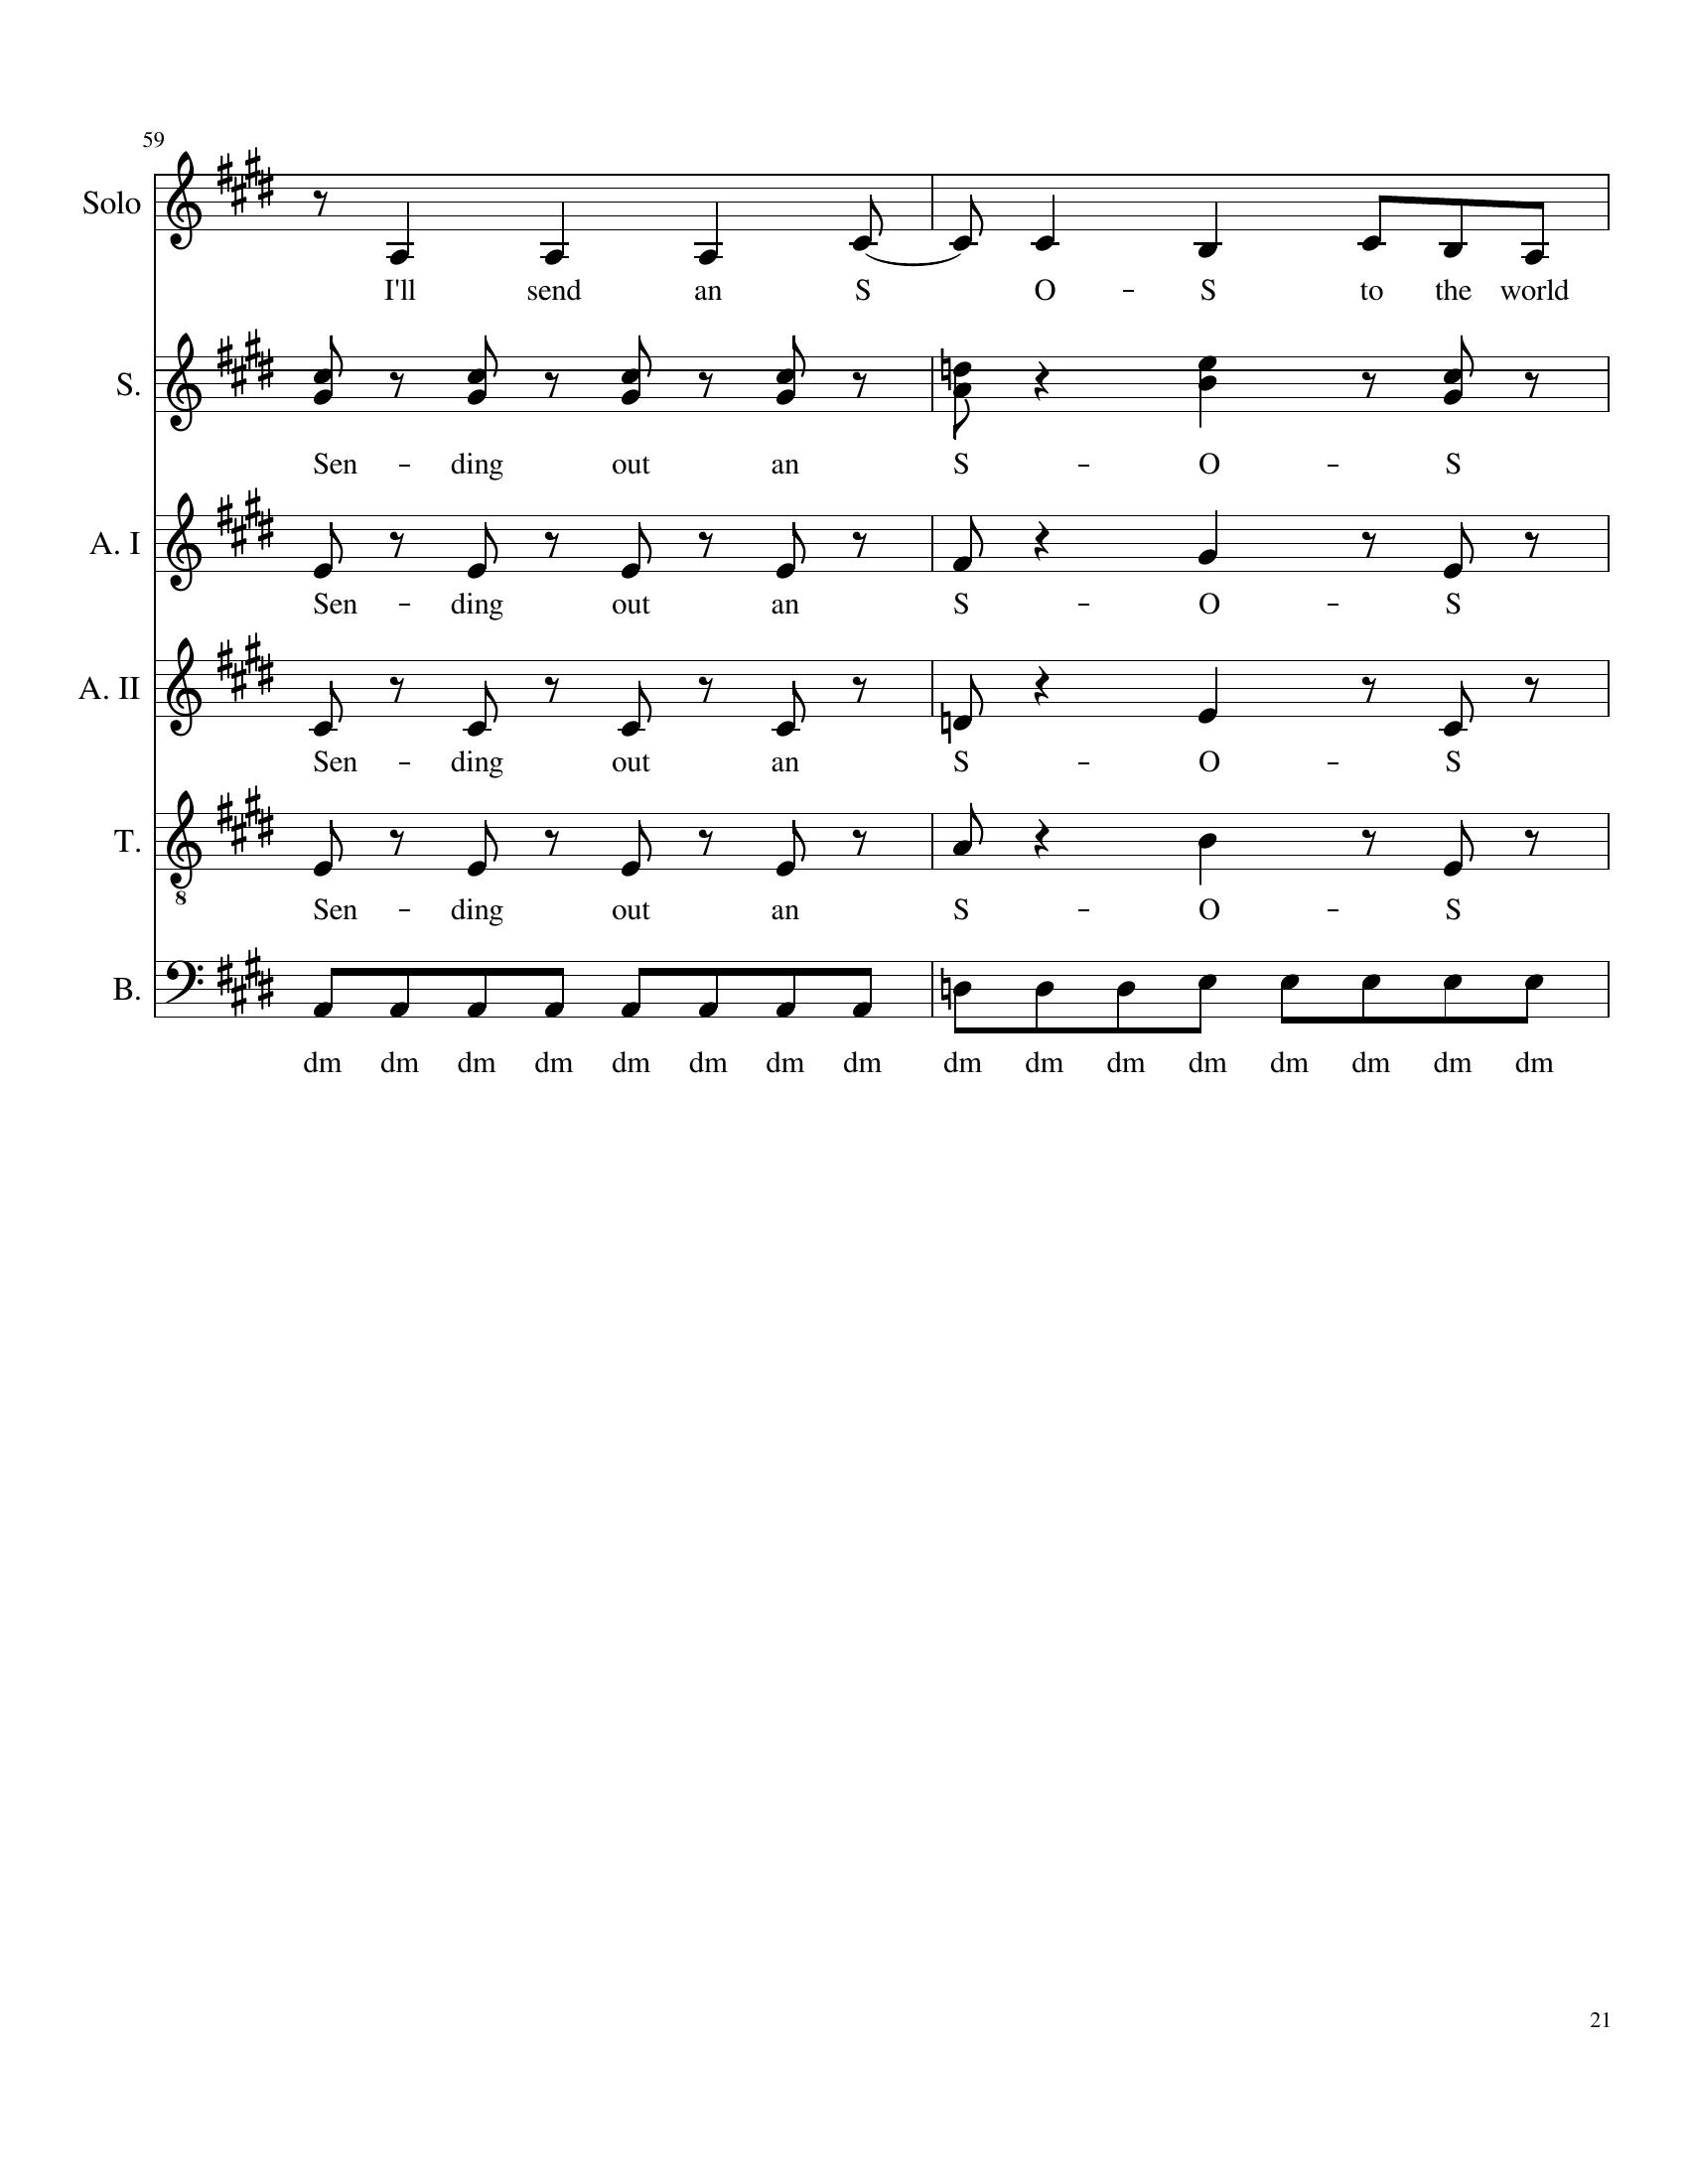 59
Solo
I'll send an S O - S to the world
S.
Sen - ding out an S - O - S
A. I
Sen - ding out an S - O - S
A. II
Sen - ding out an S - O - S
T.
8
Sen - ding out an S - O - S
B.
dm dm dm dm dm dm dm dm dm dm dm dm dm dm dm dm
21